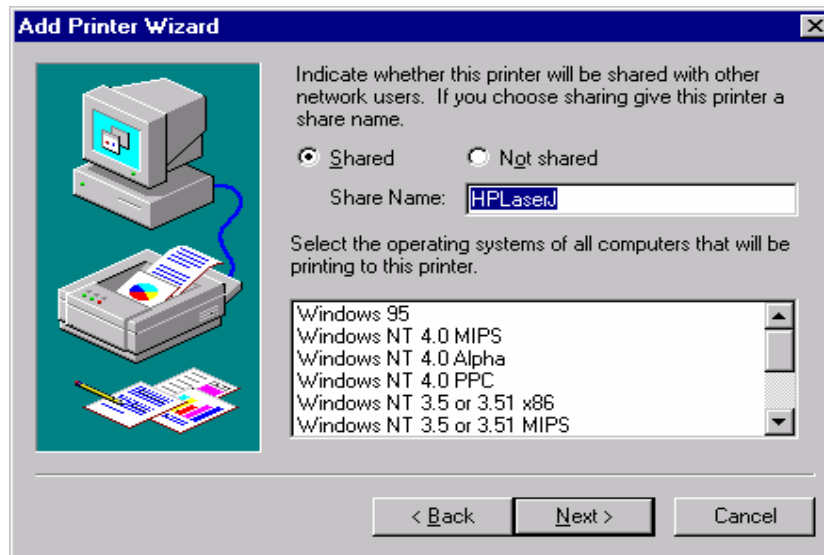 Add Printer Wizard
Indicate whether this printer will be shared with other
network users. If you choose sharing give this printer a
share name.
Shared Not shared
Share Name: HPLaserJ
Select the operating systems of all computers that will be
printing to this printer.
Windows 95
Windows NT 4.0 MIPS
Windows NT 4.0 Alpha
Windows NT 4.0 PPC
Windows NT 3.5 or 3.51 x86
Windows NT 3.5 or 3.51 MIPS
< Back Next > Cancel